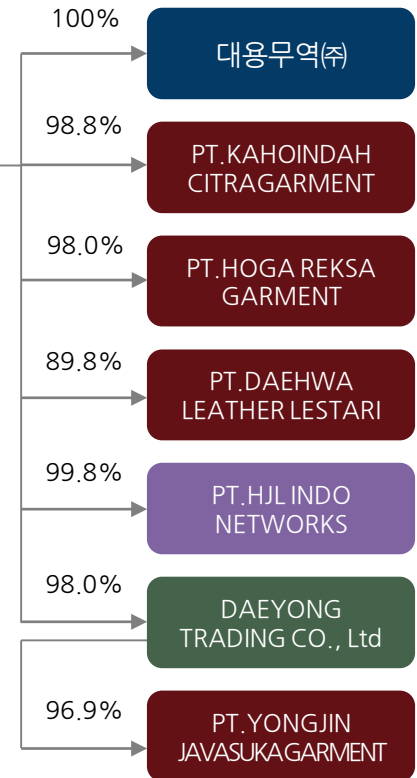 100%
대용무역㈜
98.8%
PT.KAHOINDAH
CITRAGARMENT
98.0%
PT.HOGA REKSA
GARMENT
89.8%
PT.DAEHWA
LEATHER LESTARI
99.8%
PT.HJL INDO
NETWORKS
98.0%
DAEYONG
TRADING CO., Ltd
96.9%
PT.YONGJIN
JAVASUKAGARMENT